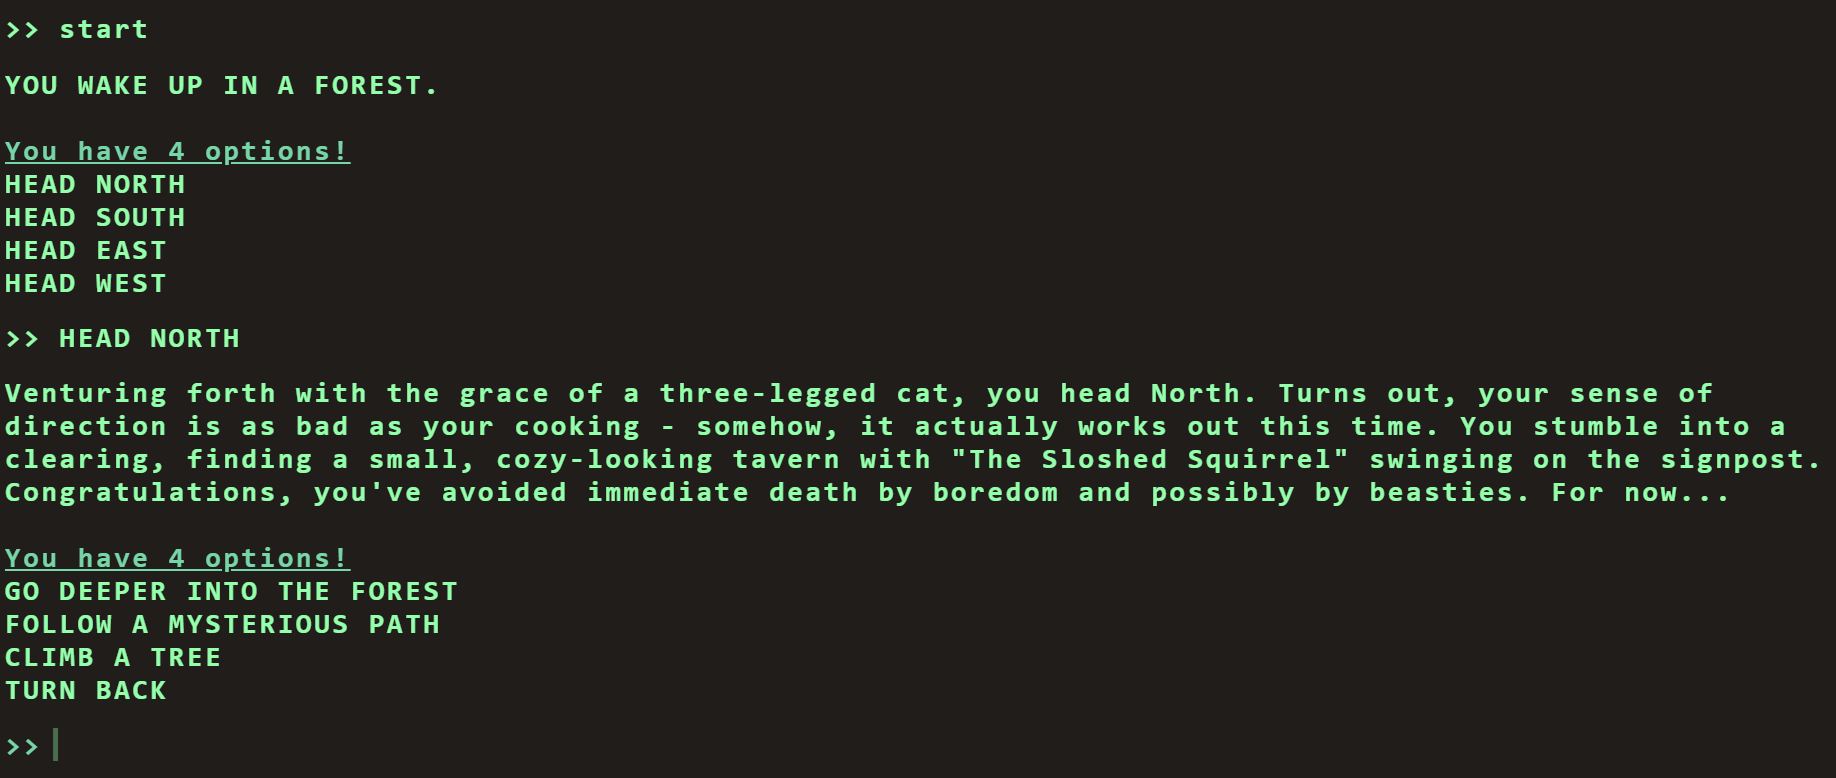 >> start
YOU WAKE UP IN A FOREST.
You have 4 options!
HEAD NORTH
HEAD SOUTH
HEAD EAST
HEAD WEST
>> HEAD NORTH
Venturing forth with the grace of a three-legged cat, you head North. Turns out, your sense of
direction is as bad as your cooking - somehow, it actually works out this time. You stumble into a
clearing, finding a small, cozy-looking tavern with "The Sloshed Squirrel" swinging on the signpost.
Congratulations, you've avoided immediate death by boredom and possibly by beasties. For now...
You have 4 options!
GO DEEPER INTO THE FOREST
FOLLOW A MYSTERIOUS PATH
CLIMB A TREE
TURN BACK
>>